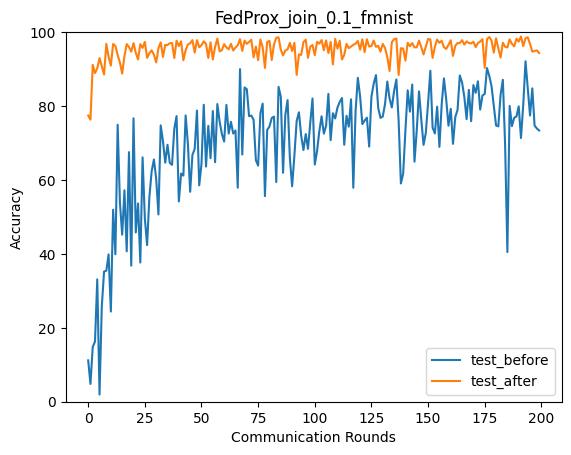 FedProx_join_0.1_fmnist
Accuracy
100
80
60
40
20
0
0 25 50 75 100 125 150 175 200
Communication Rounds
test_before
test_after